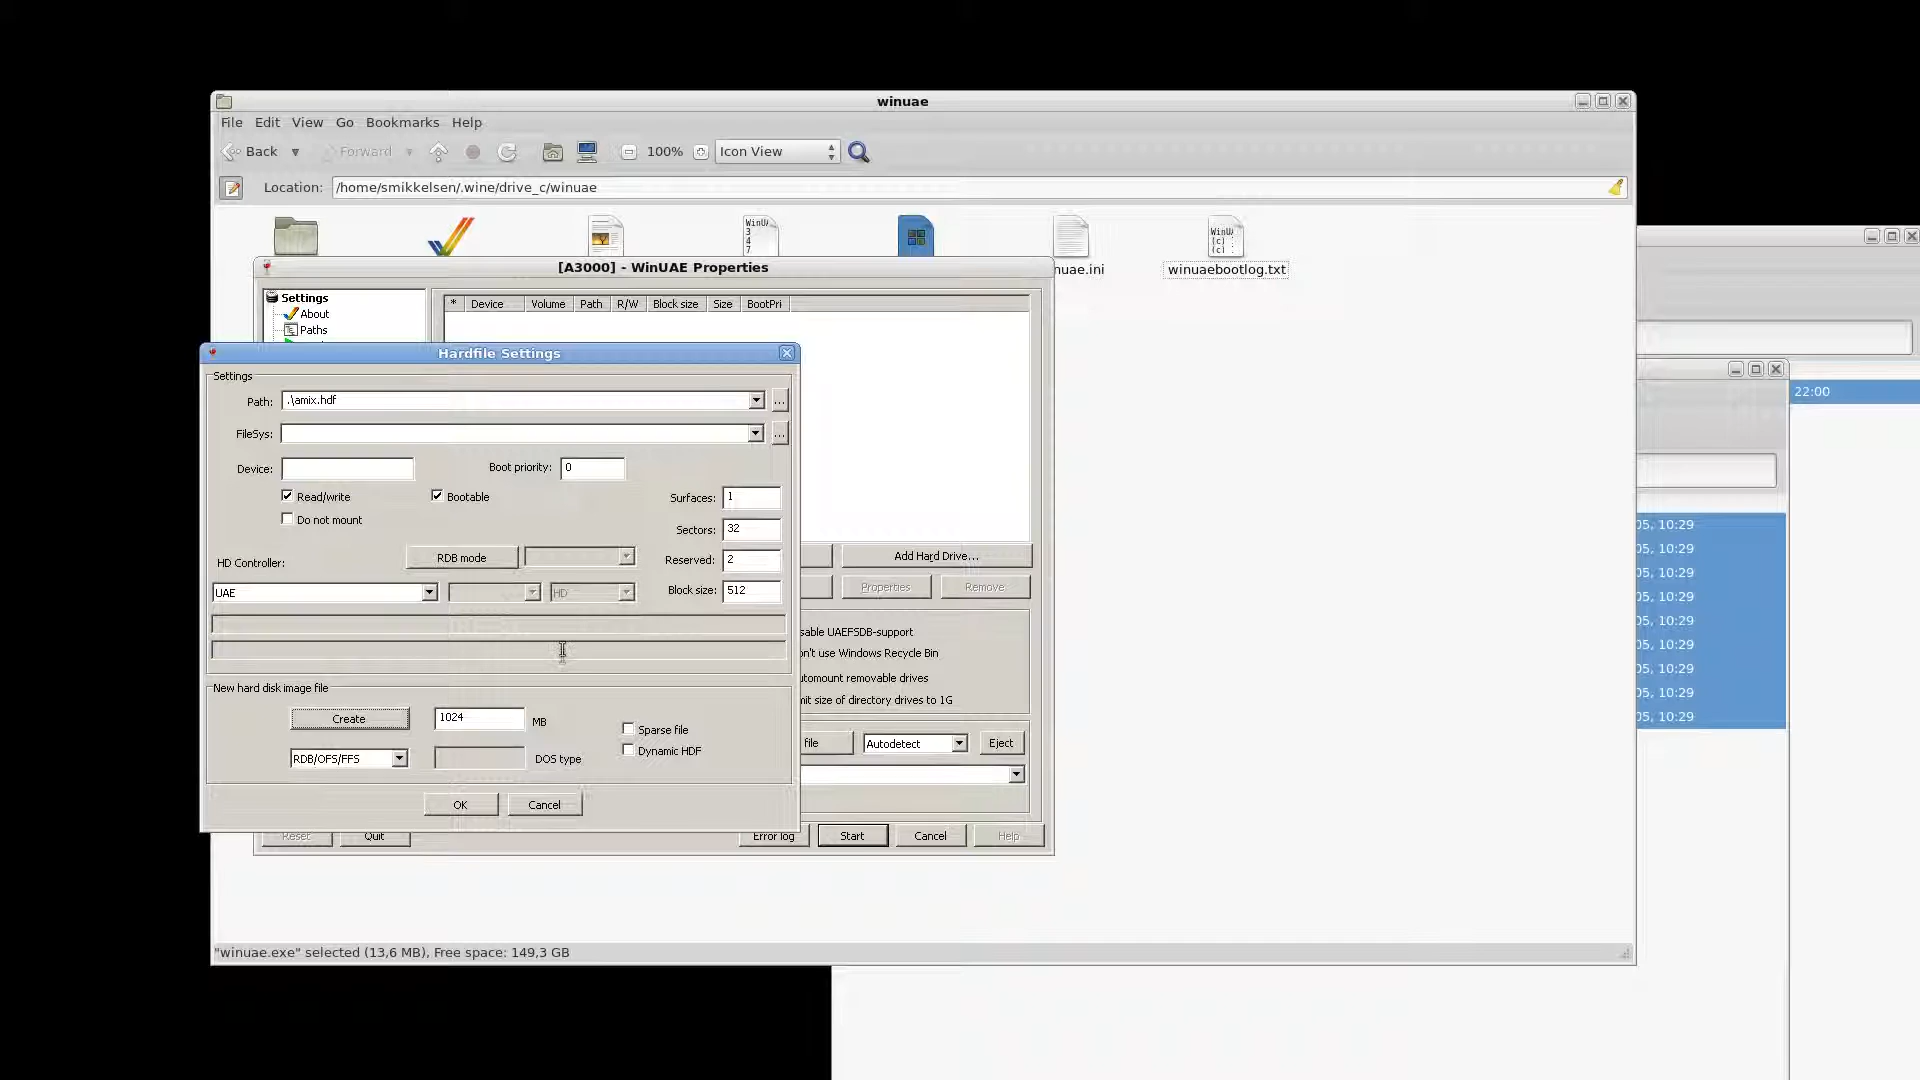 winuae
File Edit View Go Bookmarks Help
Back Forward 100% Icon View
Location: /home/smikkelsen/.wine/drive_c/winuae
WinU
3
4
7
WinU
(c)
(c)
nuae.ini
winuaebootlog.txt
[A3000] - WinUAE Properties
Settings
About
Paths
* Device Volume Path R/W Block size Size BootPri
Hardfile Settings
Settings
Path: .\amix.hdf ...
FileSys: ...
Device: Boot priority: 0
Read/write Bootable
Surfaces: 1
Do not mount
Sectors: 32
HD Controller: RDB mode
Reserved: 2
UAE HD
Block size: 512
New hard disk image file
Create 1024 MB
Sparse file
Dynamic HDF
RDB/OFS/FFS DOS type
OK Cancel
Add Hard Drive...
Properties Remove
sable UAEFSDB-support
on't use Windows Recycle Bin
utomount removable drives
mit size of directory drives to 1G
file Autodetect Eject
Reset Quit Error log Start Cancel Help
22:00
05, 10:29
05, 10:29
05, 10:29
05, 10:29
05, 10:29
05, 10:29
05, 10:29
05, 10:29
05, 10:29
"winuae.exe" selected (13,6 MB), Free space: 149,3 GB